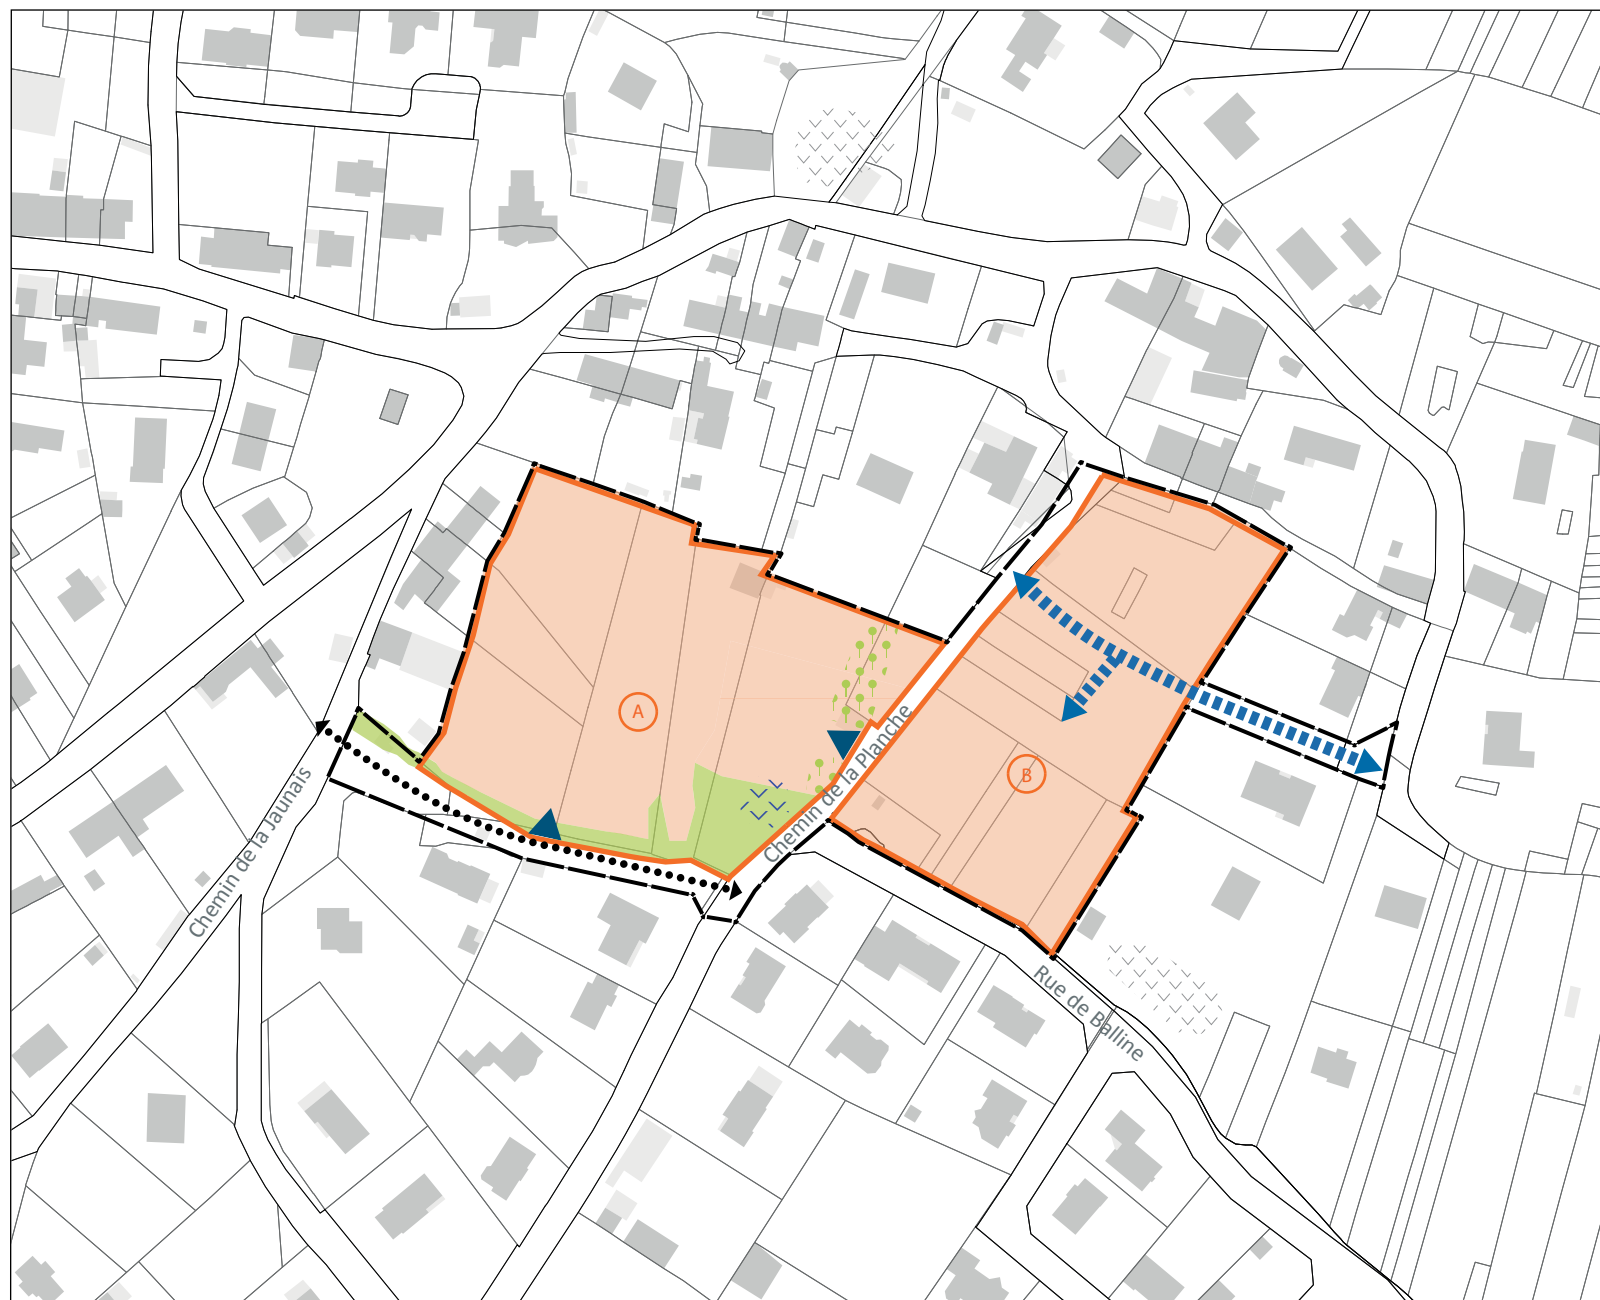 A
B
Chemin de la Planche
Chemin de la Jaunais
Rue de Balline